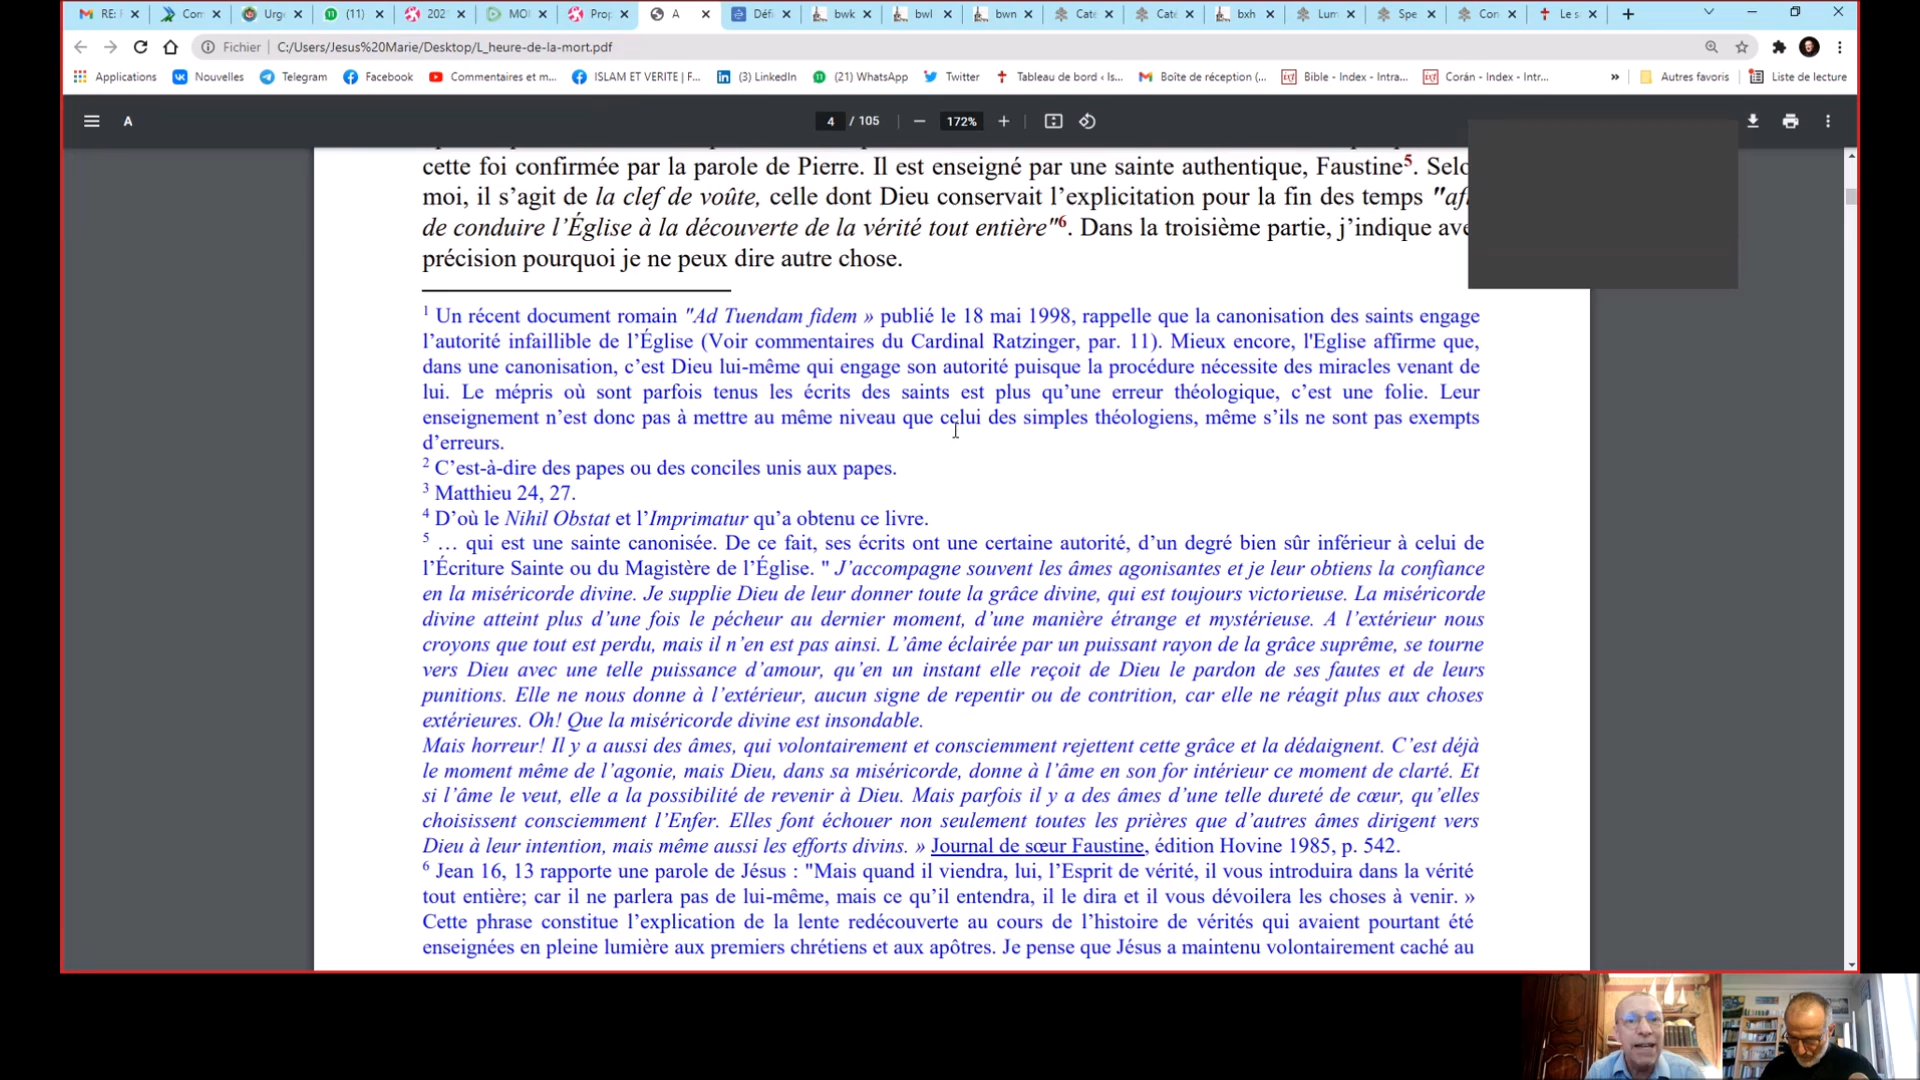 RE:
Con
Urge
(11)
202
MO
Prop
A
Défi
bwk
bwl
bwn
Caté
Caté
bxh
Lum
Spe
Con
Le s
Fichier C:/Users/Jesus%20Marie/Desktop/L_heure-de-la-mort.pdf
Applications Nouvelles Telegram Facebook Commentaires et m... ISLAM ET VERITE | F... (3) LinkedIn (21) WhatsApp Twitter Tableau de bord ‹ Is... Boîte de réception (... Bible - Index - Intra... Corán - Index - Intr... » Autres favoris Liste de lecture
A 4 / 105 172%
cette foi confirmée par la parole de Pierre. Il est enseigné par une sainte authentique, Faustine5. Selo
moi, il s’agit de la clef de voûte, celle dont Dieu conservait l’explicitation pour la fin des temps "afi
de conduire l’Église à la découverte de la vérité tout entière"6. Dans la troisième partie, j’indique ave
précision pourquoi je ne peux dire autre chose.
1 Un récent document romain "Ad Tuendam fidem » publié le 18 mai 1998, rappelle que la canonisation des saints engage
l’autorité infaillible de l’Église (Voir commentaires du Cardinal Ratzinger, par. 11). Mieux encore, l'Eglise affirme que,
dans une canonisation, c’est Dieu lui-même qui engage son autorité puisque la procédure nécessite des miracles venant de
lui. Le mépris où sont parfois tenus les écrits des saints est plus qu’une erreur théologique, c’est une folie. Leur
enseignement n’est donc pas à mettre au même niveau que celui des simples théologiens, même s’ils ne sont pas exempts
d’erreurs.
2 C’est-à-dire des papes ou des conciles unis aux papes.
3 Matthieu 24, 27.
4 D’où le Nihil Obstat et l’Imprimatur qu’a obtenu ce livre.
5 … qui est une sainte canonisée. De ce fait, ses écrits ont une certaine autorité, d’un degré bien sûr inférieur à celui de
l’Écriture Sainte ou du Magistère de l’Église. " J’accompagne souvent les âmes agonisantes et je leur obtiens la confiance
en la miséricorde divine. Je supplie Dieu de leur donner toute la grâce divine, qui est toujours victorieuse. La miséricorde
divine atteint plus d’une fois le pécheur au dernier moment, d’une manière étrange et mystérieuse. A l’extérieur nous
croyons que tout est perdu, mais il n’en est pas ainsi. L’âme éclairée par un puissant rayon de la grâce suprême, se tourne
vers Dieu avec une telle puissance d’amour, qu’en un instant elle reçoit de Dieu le pardon de ses fautes et de leurs
punitions. Elle ne nous donne à l’extérieur, aucun signe de repentir ou de contrition, car elle ne réagit plus aux choses
extérieures. Oh! Que la miséricorde divine est insondable.
Mais horreur! Il y a aussi des âmes, qui volontairement et consciemment rejettent cette grâce et la dédaignent. C’est déjà
le moment même de l’agonie, mais Dieu, dans sa miséricorde, donne à l’âme en son for intérieur ce moment de clarté. Et
si l’âme le veut, elle a la possibilité de revenir à Dieu. Mais parfois il y a des âmes d’une telle dureté de cœur, qu’elles
choisissent consciemment l’Enfer. Elles font échouer non seulement toutes les prières que d’autres âmes dirigent vers
Dieu à leur intention, mais même aussi les efforts divins. » Journal de sœur Faustine, édition Hovine 1985, p. 542.
6 Jean 16, 13 rapporte une parole de Jésus : "Mais quand il viendra, lui, l’Esprit de vérité, il vous introduira dans la vérité
tout entière; car il ne parlera pas de lui-même, mais ce qu’il entendra, il le dira et il vous dévoilera les choses à venir. »
Cette phrase constitue l’explication de la lente redécouverte au cours de l’histoire de vérités qui avaient pourtant été
enseignées en pleine lumière aux premiers chrétiens et aux apôtres. Je pense que Jésus a maintenu volontairement caché au